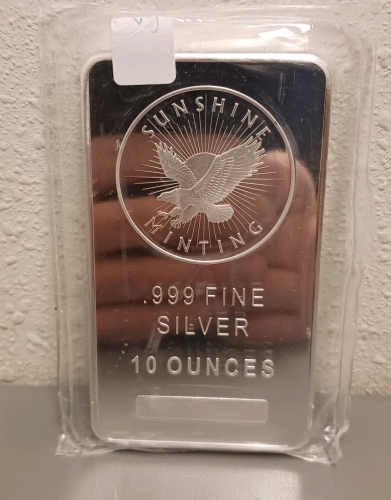 SUNSHINE
MINTING
.999 FINE
SILVER
10 OUNCES